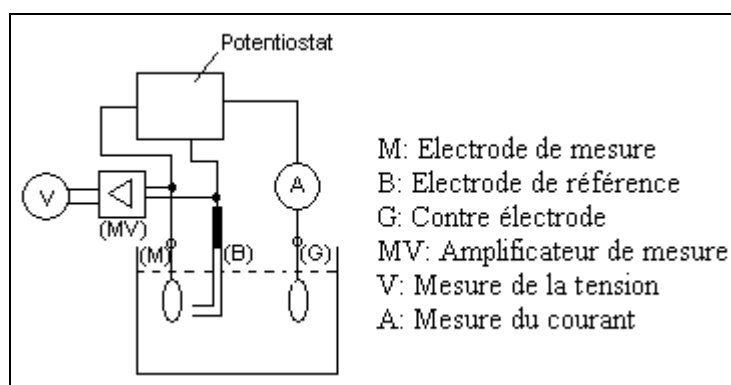 Potentiostat
V
(MV)
A
(M)
(B)
(G)
M: Electrode de mesure
B: Electrode de référence
G: Contre électrode
MV: Amplificateur de mesure
V: Mesure de la tension
A: Mesure du courant